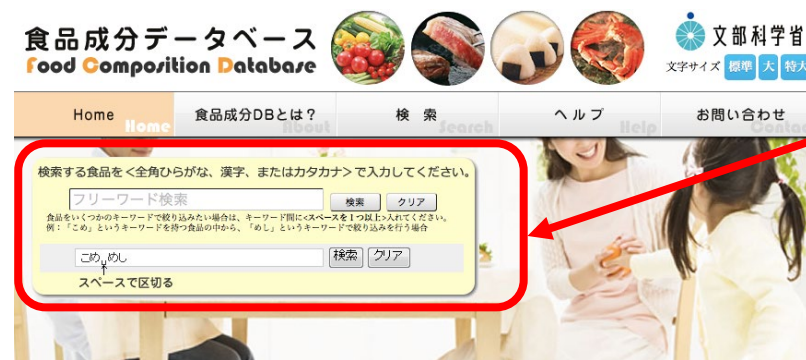 食品成分データベース
Food Composition Database
文部科学省
文字サイズ 標準 大 特大
Home Home
食品成分DBとは？ About
検 索 Search
ヘルプ Help
お問い合わせ Contac
検索する食品を＜全角ひらがな、漢字、またはカタカナ＞で入力してください。
フリーワード検索 検索 クリア
食品をいくつかのキーワードで絞り込みたい場合は、キーワード間に<スペースを１つ以上>入れてください。
例：「こめ」というキーワードを持つ食品の中から、「めし」というキーワードで絞り込みを行う場合
こめ めし 検索 クリア
スペースで区切る